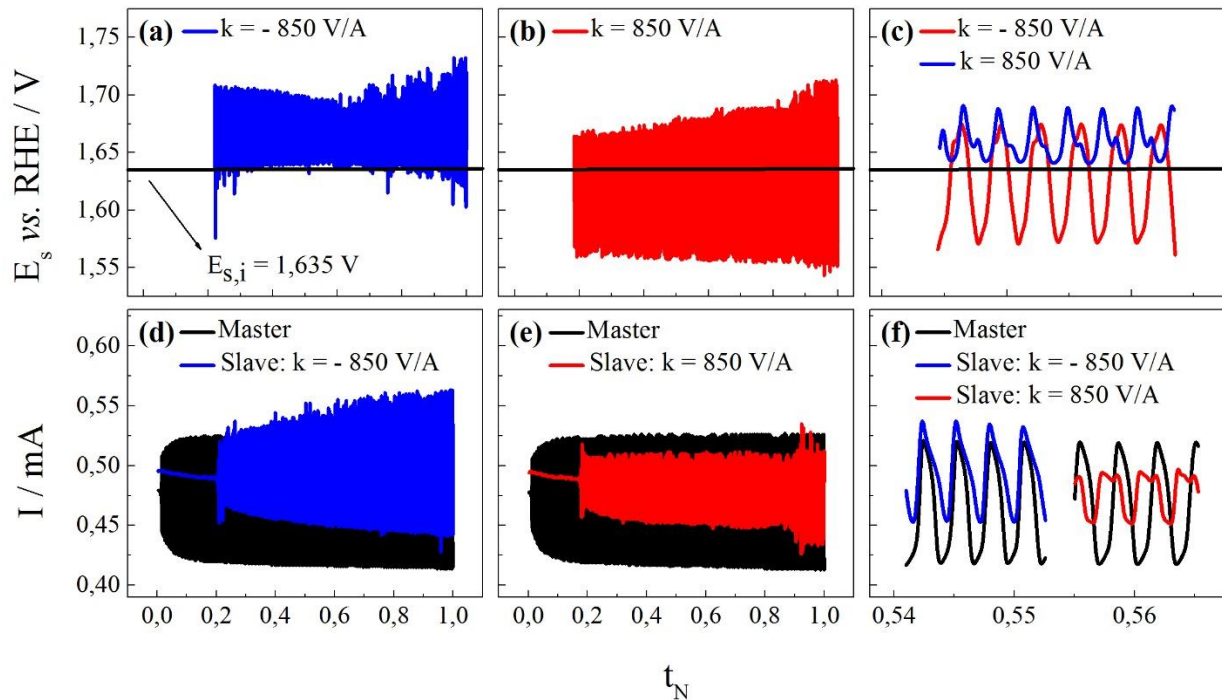 (a) k = - 850 V/A
(b) k = 850 V/A
(c) k = - 850 V/A
k = 850 V/A
1,75
1,70
1,65
1,60
1,55
E_s vs. RHE / V
E_S,i = 1,635 V
(d) Master
Slave: k = - 850 V/A
(e) Master
Slave: k = 850 V/A
(f) Master
Slave: k = - 850 V/A
Slave: k = 850 V/A
0,60
0,55
0,50
0,45
0,40
I / mA
0,0 0,2 0,4 0,6 0,8 1,0
0,0 0,2 0,4 0,6 0,8 1,0
0,54 0,55 0,56
t_N